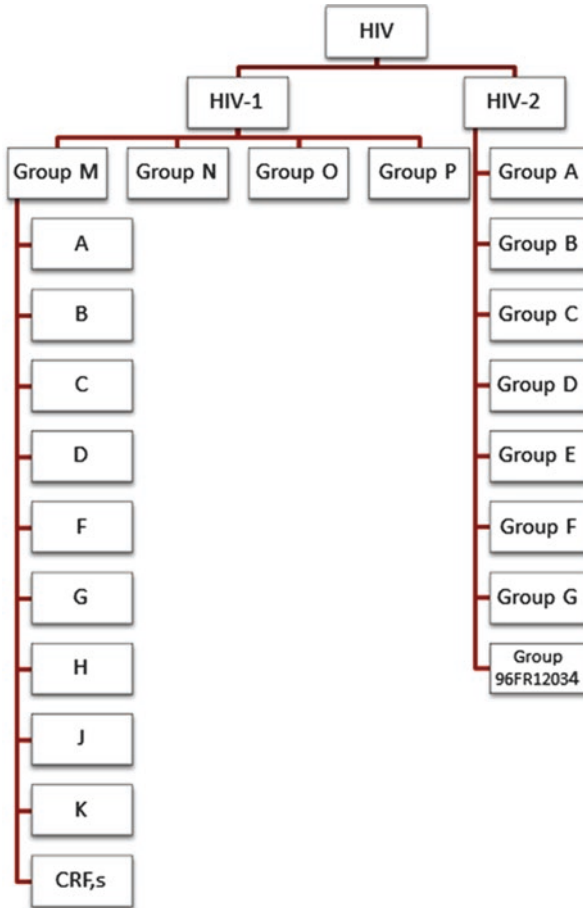 HIV
HIV-1
HIV-2
Group M
Group N
Group O
Group P
A
B
C
D
F
G
H
J
K
CRF,s
Group A
Group B
Group C
Group D
Group E
Group F
Group G
Group
96FR12034